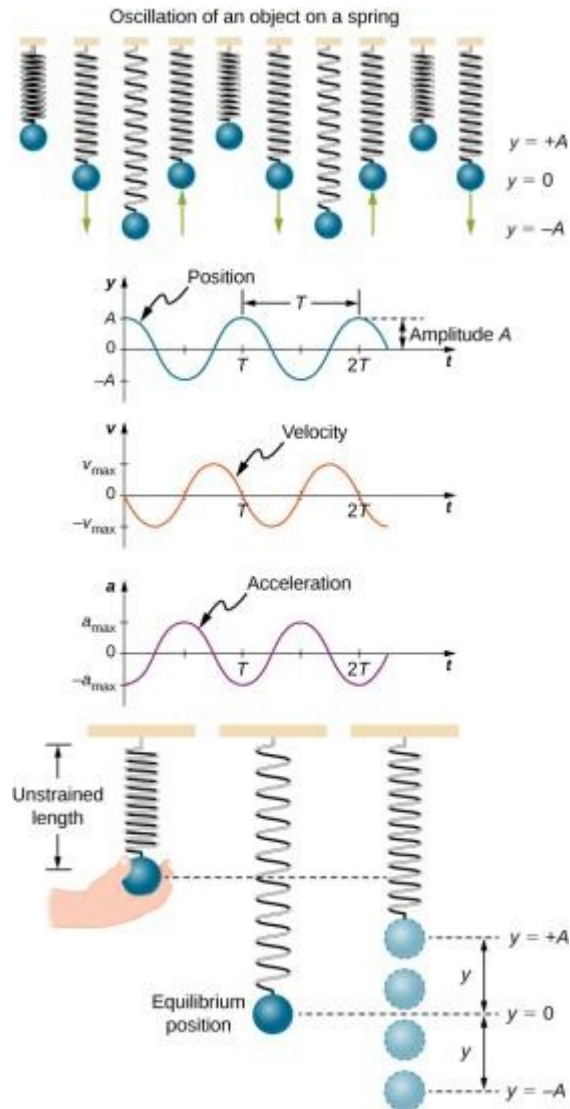 Oscillation of an object on a spring
y = +A
y = 0
y = −A
y
Position
A
T
Amplitude A
0
T
2T
t
−A
v
Velocity
vmax
0
T
2T
t
−vmax
a
Acceleration
amax
0
T
2T
t
−amax
Unstrained
length
y = +A
y
Equilibrium
position
y = 0
y
y = −A